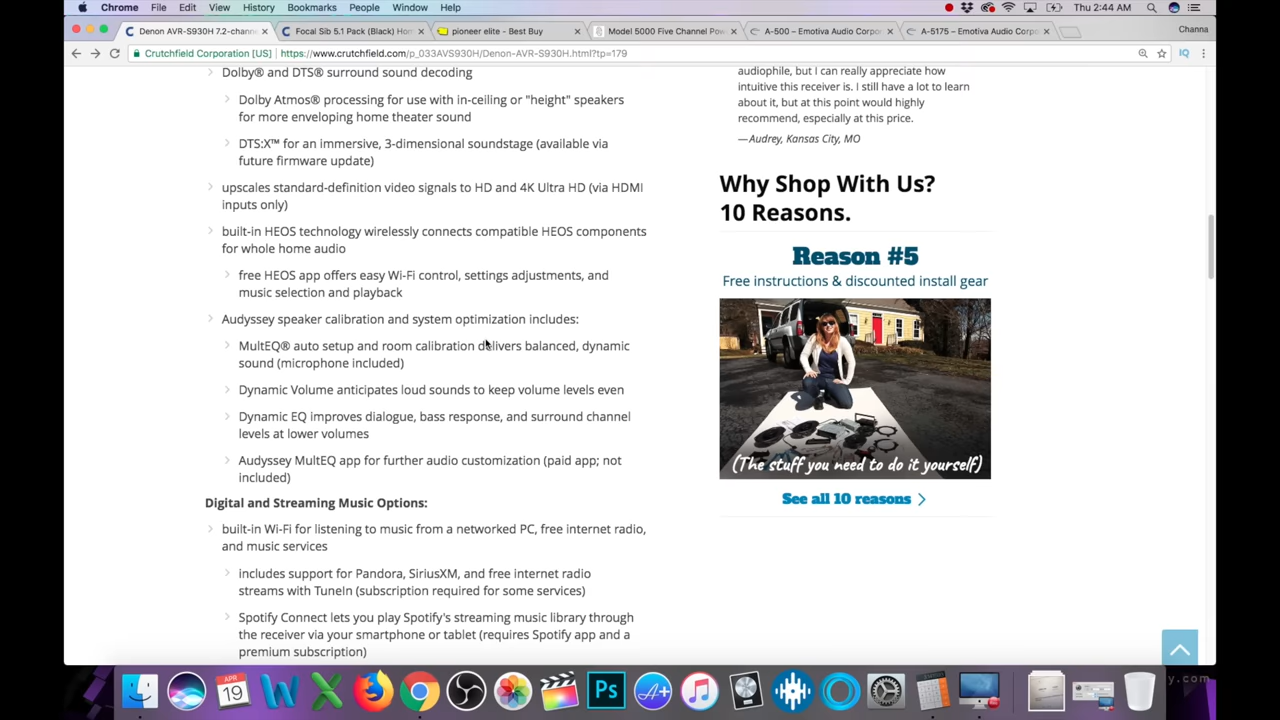 Chrome File Edit View History Bookmarks People Window Help
Thu 2:44 AM
Denon AVR-S930H 7.2-chann
Focal Sib 5.1 Pack (Black) Hom
pioneer elite - Best Buy
Model 5000 Five Channel Powe
A-500 – Emotiva Audio Corpo
A-5175 – Emotiva Audio Corpo
Channa
Crutchfield Corporation [US] https://www.crutchfield.com/p_033AVS930H/Denon-AVR-S930H.html?tp=179
Dolby® and DTS® surround sound decoding
Dolby Atmos® processing for use with in-ceiling or "height" speakers
for more enveloping home theater sound
DTS:X™ for an immersive, 3-dimensional soundstage (available via
future firmware update)
upscales standard-definition video signals to HD and 4K Ultra HD (via HDMI
inputs only)
built-in HEOS technology wirelessly connects compatible HEOS components
for whole home audio
free HEOS app offers easy Wi-Fi control, settings adjustments, and
music selection and playback
Audyssey speaker calibration and system optimization includes:
MultEQ® auto setup and room calibration delivers balanced, dynamic
sound (microphone included)
Dynamic Volume anticipates loud sounds to keep volume levels even
Dynamic EQ improves dialogue, bass response, and surround channel
levels at lower volumes
Audyssey MultEQ app for further audio customization (paid app; not
included)
Digital and Streaming Music Options:
built-in Wi-Fi for listening to music from a networked PC, free internet radio,
and music services
includes support for Pandora, SiriusXM, and free internet radio
streams with TuneIn (subscription required for some services)
Spotify Connect lets you play Spotify's streaming music library through
the receiver via your smartphone or tablet (requires Spotify app and a
premium subscription)
audiophile, but I can really appreciate how
intuitive this receiver is. I still have a lot to
learn about it, but at this point would highly
recommend, especially at this price.
—Audrey, Kansas City, MO
Why Shop With Us?
10 Reasons.
Reason #5
Free instructions & discounted install gear
(The stuff you need to do it yourself)
See all 10 reasons
APR
19
Ps
y.com